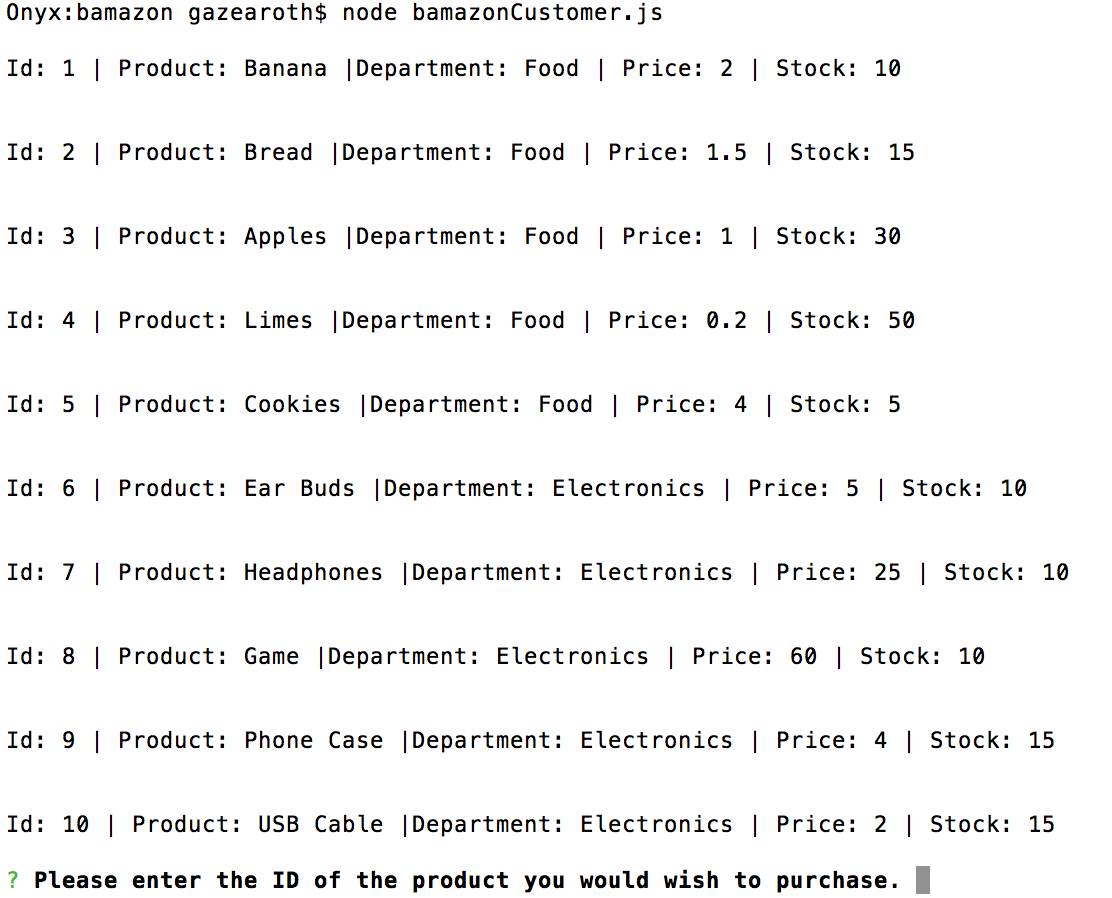 Onyx:bamazon gazearoth$ node bamazonCustomer.js
Id: 1 | Product: Banana |Department: Food | Price: 2 | Stock: 10
Id: 2 | Product: Bread |Department: Food | Price: 1.5 | Stock: 15
Id: 3 | Product: Apples |Department: Food | Price: 1 | Stock: 30
Id: 4 | Product: Limes |Department: Food | Price: 0.2 | Stock: 50
Id: 5 | Product: Cookies |Department: Food | Price: 4 | Stock: 5
Id: 6 | Product: Ear Buds |Department: Electronics | Price: 5 | Stock: 10
Id: 7 | Product: Headphones |Department: Electronics | Price: 25 | Stock: 10
Id: 8 | Product: Game |Department: Electronics | Price: 60 | Stock: 10
Id: 9 | Product: Phone Case |Department: Electronics | Price: 4 | Stock: 15
Id: 10 | Product: USB Cable |Department: Electronics | Price: 2 | Stock: 15
? Please enter the ID of the product you would wish to purchase.